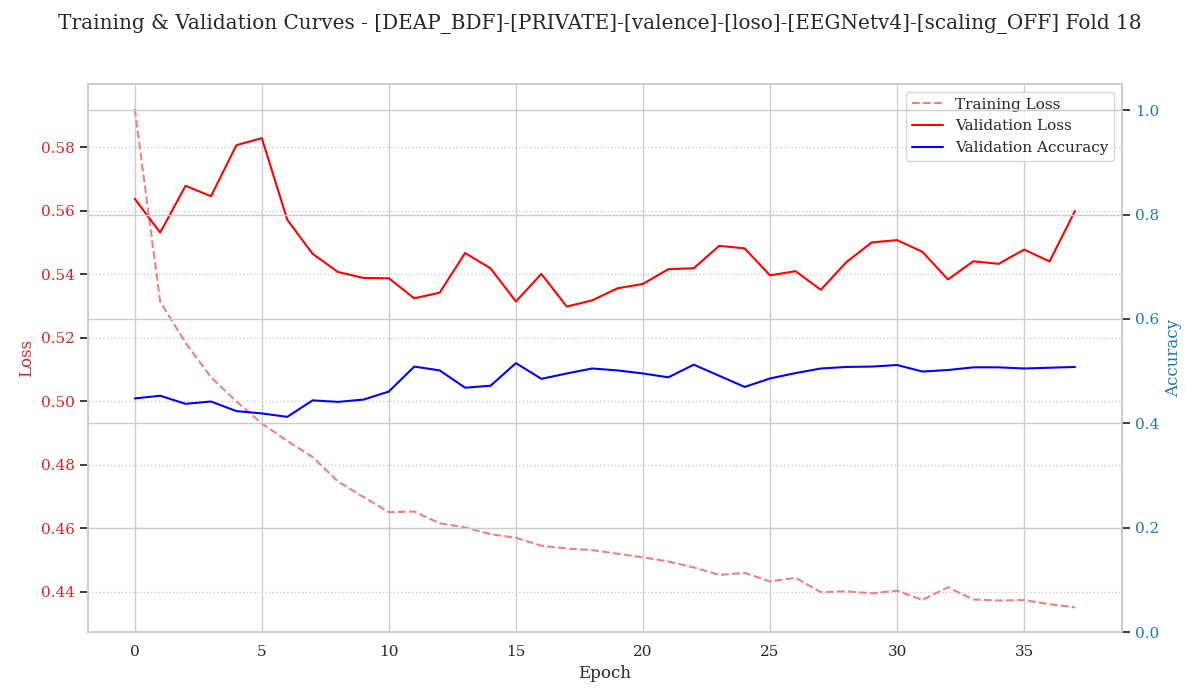 Training & Validation Curves - [DEAP_BDF]-[PRIVATE]-[valence]-[loso]-[EEGNetv4]-[scaling_OFF] Fold 18
Training Loss
Validation Loss
Validation Accuracy
Loss
0.58
0.56
0.54
0.52
0.50
0.48
0.46
0.44
1.0
0.8
0.6
0.4
0.2
0.0
Accuracy
0 5 10 15 20 25 30 35
Epoch